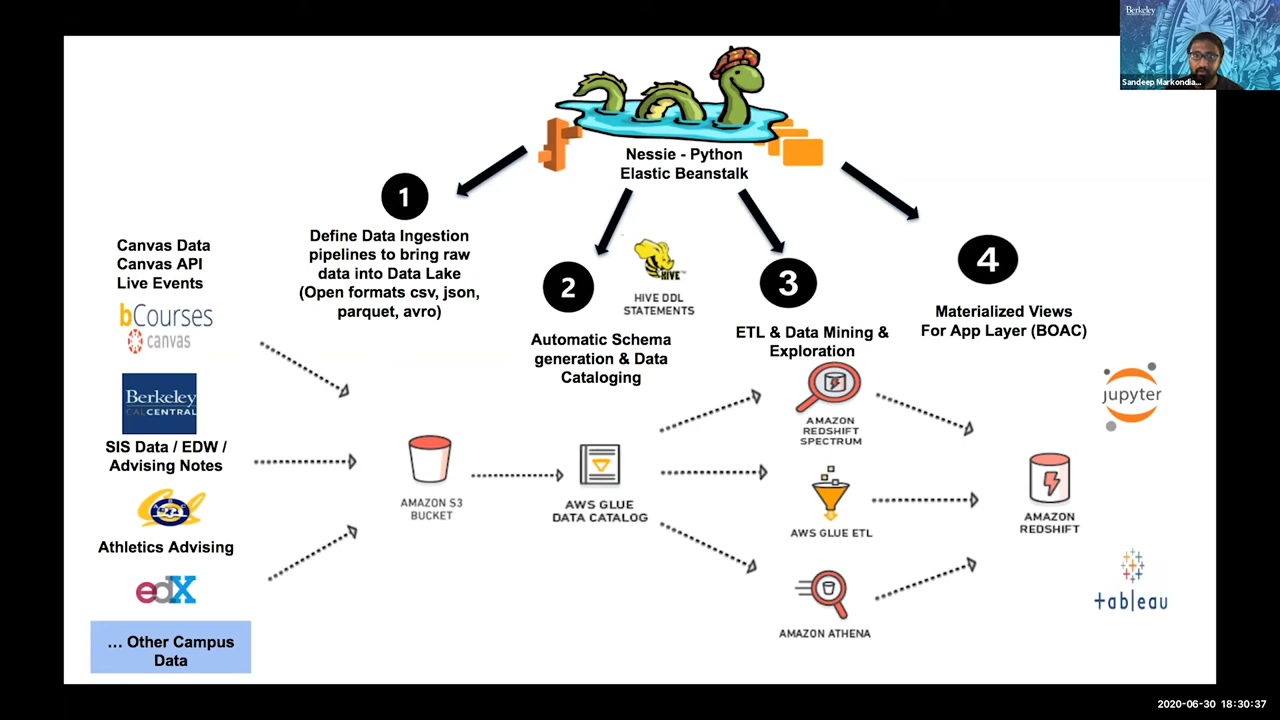 Berkeley
Sandeep Markondia...
Nessie - Python
Elastic Beanstalk
1
Define Data Ingestion
pipelines to bring raw
data into Data Lake
(Open formats csv, json,
parquet, avro)
2
HIVE
HIVE DDL
STATEMENTS
Automatic Schema
generation & Data
Cataloging
3
ETL & Data Mining &
Exploration
4
Materialized Views
For App Layer (BOAC)
Canvas Data
Canvas API
Live Events
bCourses
canvas
Berkeley
CALCENTRAL
SIS Data / EDW /
Advising Notes
Cal
Athletics Advising
edX
... Other Campus
Data
AMAZON S3
BUCKET
AWS GLUE
DATA CATALOG
AMAZON
REDSHIFT
SPECTRUM
AWS GLUE ETL
AMAZON ATHENA
AMAZON
REDSHIFT
jupyter
+ableau
2020-06-30 18:30:37